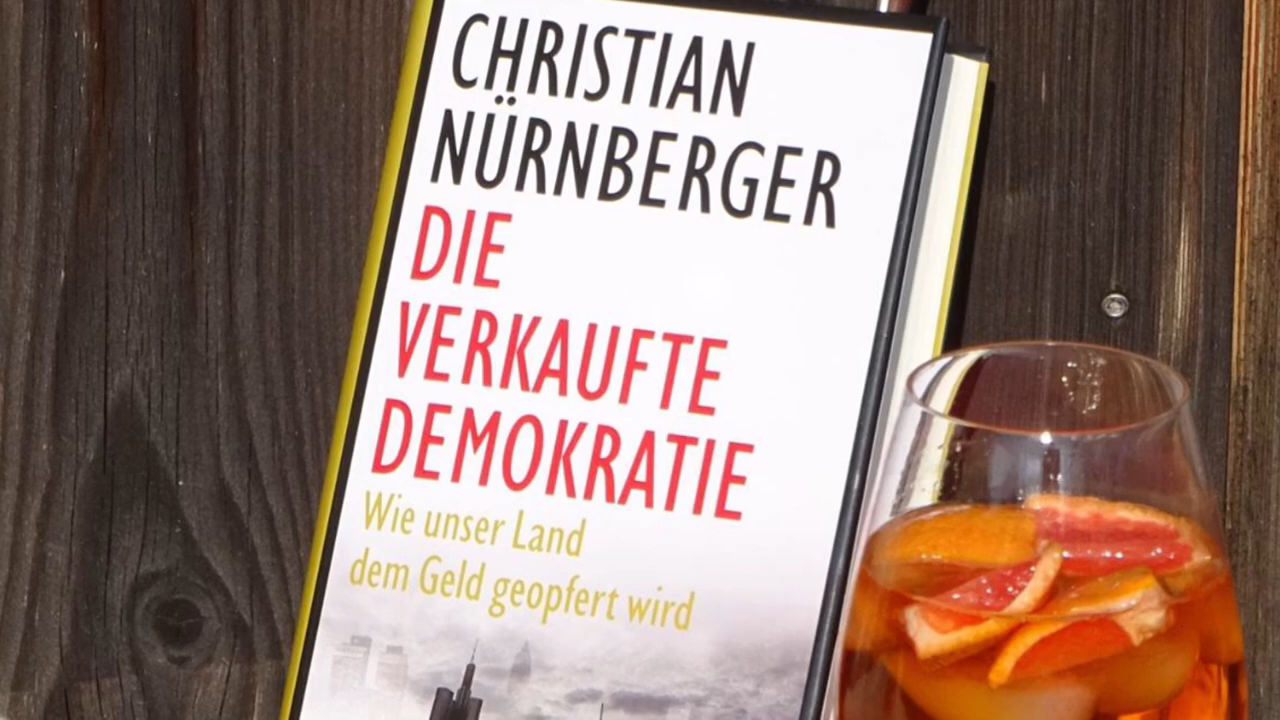 CHRISTIAN
NÜRNBERGER
DIE
VERKAUFTE
DEMOKRATIE
Wie unser Land
dem Geld geopfert wird